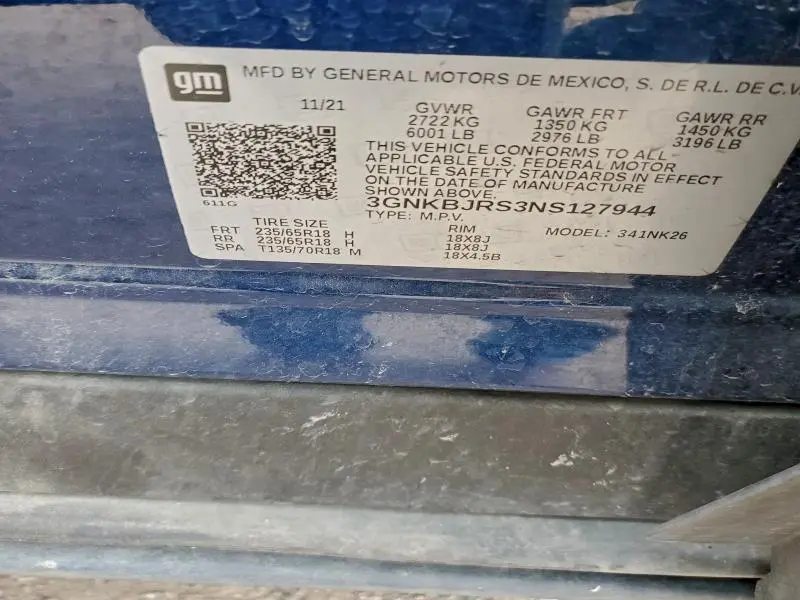 gm MFD BY GENERAL MOTORS DE MEXICO, S. DE R.L. DE C.V.
11/21 GVWR GAWR FRT GAWR RR
2722 KG 1350 KG 1450 KG
6001 LB 2976 LB 3196 LB
THIS VEHICLE CONFORMS TO ALL
APPLICABLE U.S. FEDERAL MOTOR
VEHICLE SAFETY STANDARDS IN EFFECT
ON THE DATE OF MANUFACTURE
SHOWN ABOVE.
611G
3GNKBJRS3NS127944
TYPE: M.P.V. MODEL: 341NK26
TIRE SIZE RIM
FRT 235/65R18 H 18X8J
RR 235/65R18 H 18X8J
SPA T135/70R18 M 18X4.5B